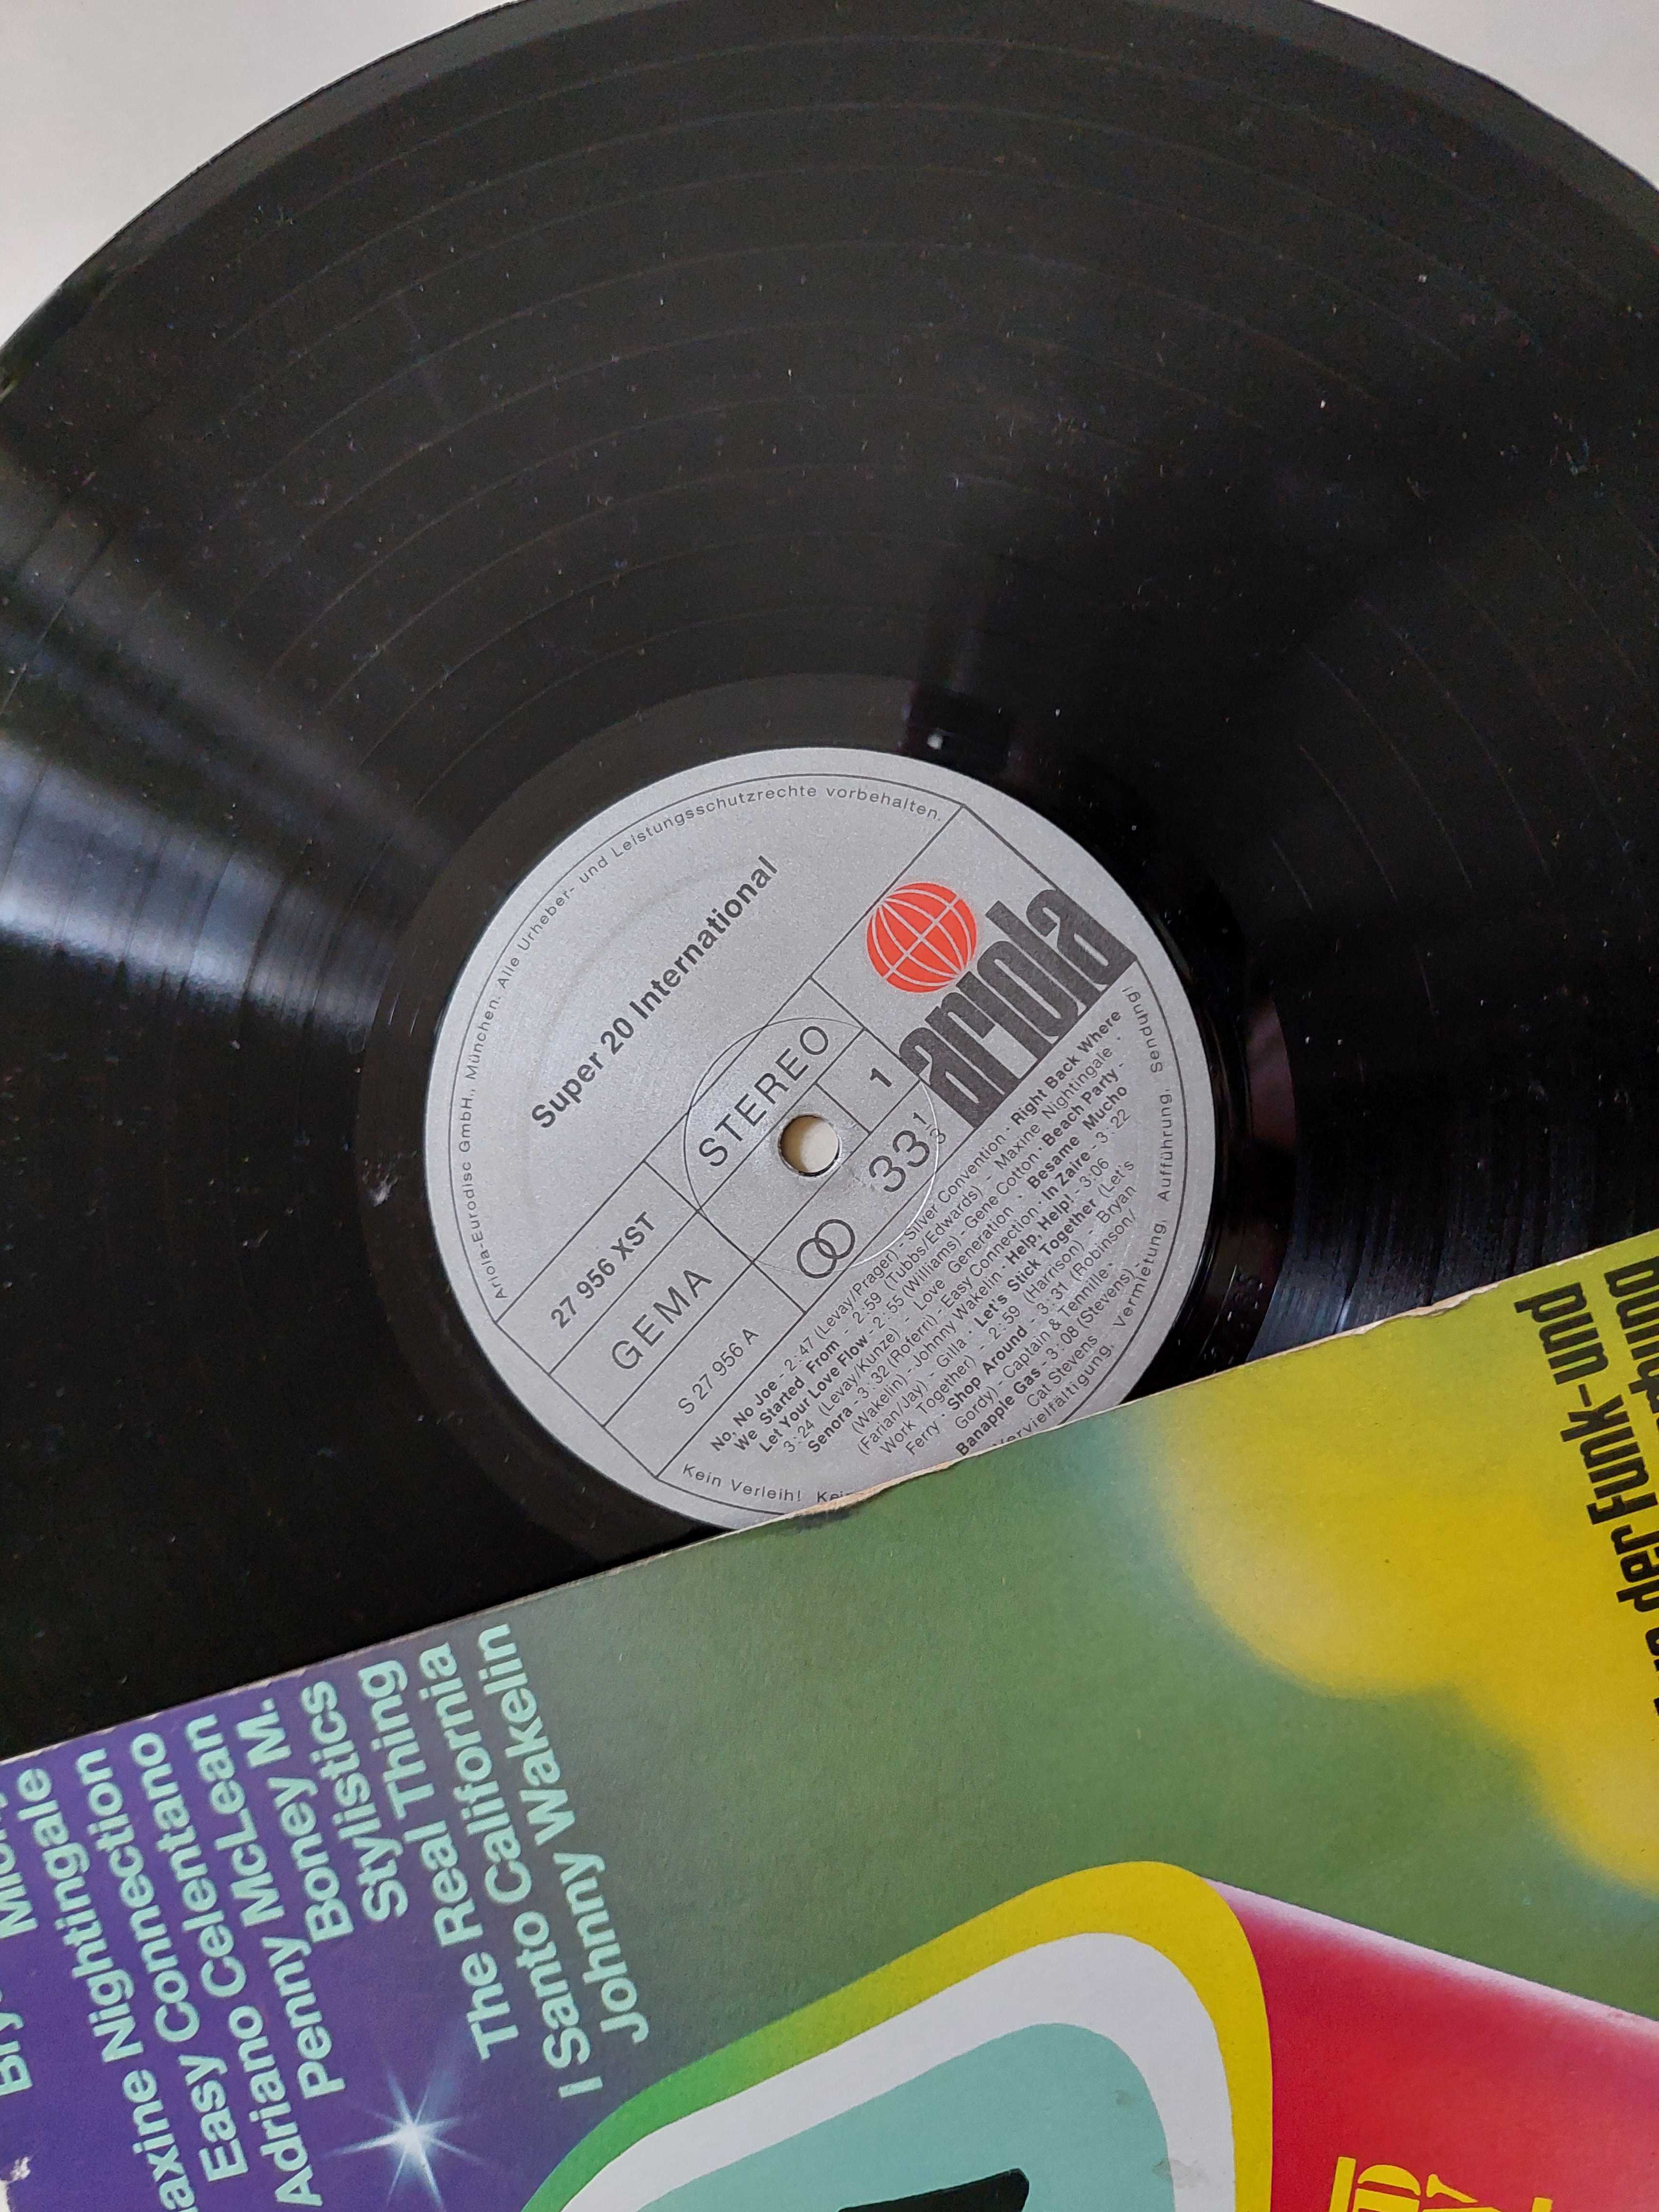 Ariola-Eurodisc GmbH., München. Alle Urheber- und Leistungsschutzrechte vorbehalten.
Super 20 International
27 956 XST
STEREO
GEMA
1
S 27 956 A
33 1/3
ariola
No, No Joe - 2:47 (Levay/Prager) - Silver Convention · Right Back Where
We Started From - 2:59 (Tubbs/Edwards) - Maxine Nightingale ·
Let Your Love Flow - 2:55 (Williams) - Gene Cotton · Beach Party -
3:24 (Levay/Kunze) - Love Generation · Besame Mucho
Senora - 3:32 (Roferri) - Easy Connection · In Zaire - 3:22
(Wakelin) - Johnny Wakelin · Help, Help! - 3:06
(Farian/Jay) - Gilla · Let's Stick Together (Let's
Work Together) - 2:59 (Harrison) - Bryan
Ferry · Shop Around - 3:31 (Robinson/
Gordy) - Captain & Tennille ·
Banapple Gas - 3:08 (Stevens) -
Cat Stevens
Kein Verleih! Vervielfältigung, Vermietung, Aufführung, Sendung!
Nightingale
Maxine Nightingale
Easy Connection
Adriano Celentano
Penny McLean
Boney M.
Stylistics
The Real Thing
I Santo California
Johnny Wakelin
der Funk-und